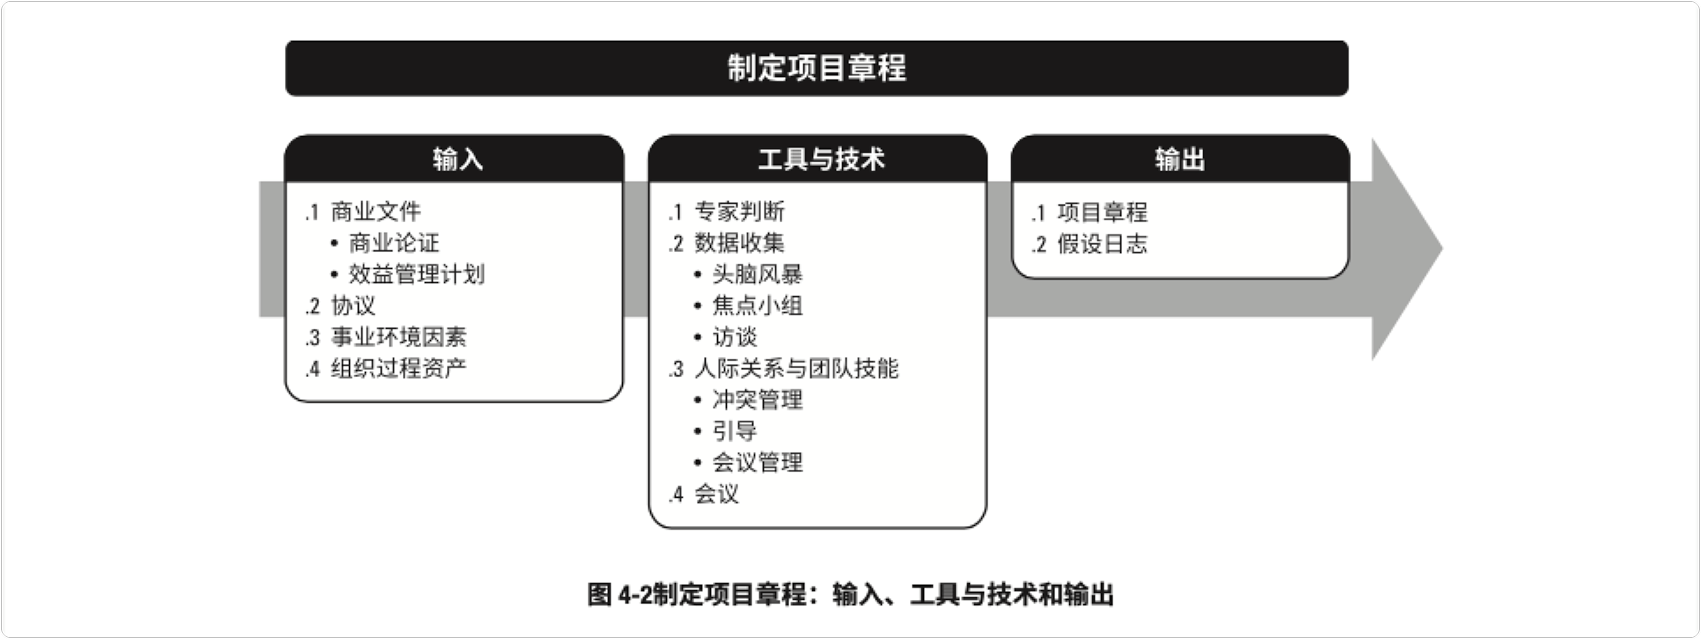 制定项目章程
输入
.1 商业文件
• 商业论证
• 效益管理计划
.2 协议
.3 事业环境因素
.4 组织过程资产
工具与技术
.1 专家判断
.2 数据收集
• 头脑风暴
• 焦点小组
• 访谈
.3 人际关系与团队技能
• 冲突管理
• 引导
• 会议管理
.4 会议
输出
.1 项目章程
.2 假设日志
图 4-2制定项目章程：输入、工具与技术和输出